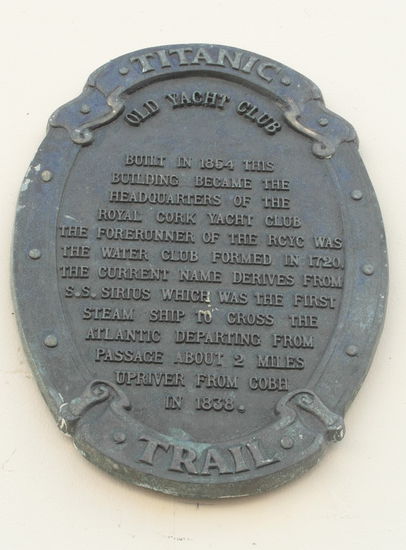 TITANIC
OLD YACHT CLUB
BUILT IN 1854 THIS
BUILDING BECAME THE
HEADQUARTERS OF THE
ROYAL CORK YACHT CLUB
THE FORERUNNER OF THE RCYC WAS
THE WATER CLUB FORMED IN 1720.
THE CURRENT NAME DERIVES FROM
S.S. SIRIUS WHICH WAS THE FIRST
STEAM SHIP TO CROSS THE
ATLANTIC DEPARTING FROM
PASSAGE ABOUT 2 MILES
UPRIVER FROM COBH
IN 1838.
TRAIL